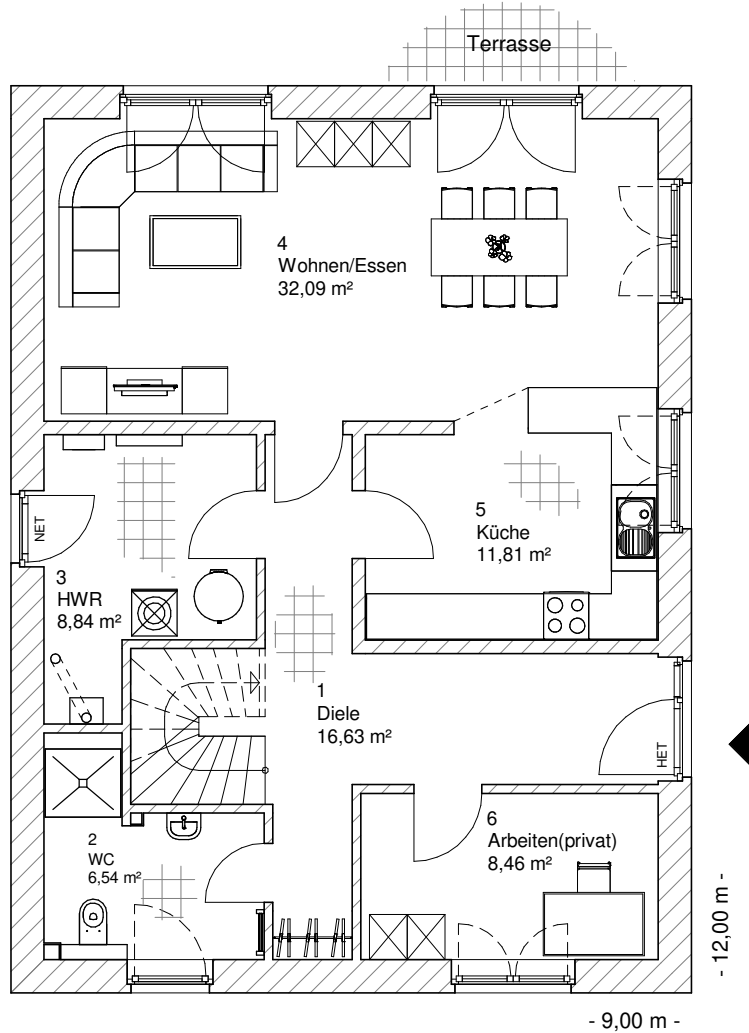 Terrasse
4
Wohnen/Essen
32,09 m²
5
Küche
11,81 m²
NET
3
HWR
8,84 m²
1
Diele
16,63 m²
HET
2
WC
6,54 m²
6
Arbeiten(privat)
8,46 m²
- 12,00 m -
- 9,00 m -